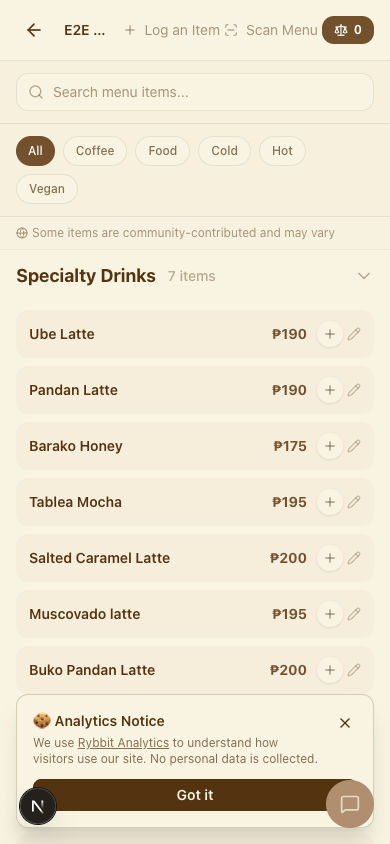 E2E ... Log an Item Scan Menu 0
Search menu items...
All Coffee Food Cold Hot
Vegan
Some items are community-contributed and may vary
Specialty Drinks 7 items
Ube Latte ₱190
Pandan Latte ₱190
Barako Honey ₱175
Tablea Mocha ₱195
Salted Caramel Latte ₱200
Muscovado latte ₱195
Buko Pandan Latte ₱200
Analytics Notice
We use Rybbit Analytics to understand how
visitors use our site. No personal data is collected.
Got it
N